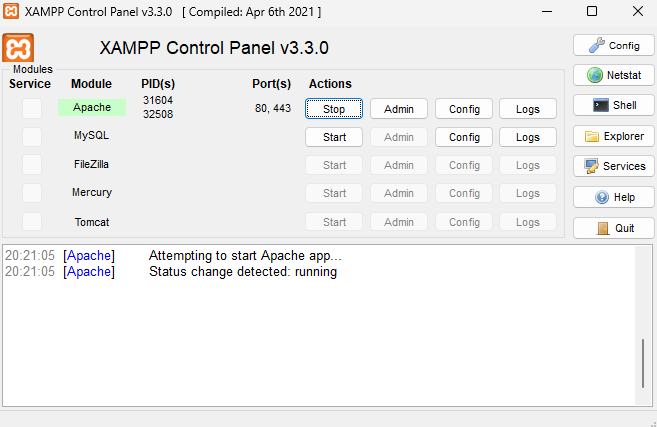 XAMPP Control Panel v3.3.0 [ Compiled: Apr 6th 2021 ]
XAMPP Control Panel v3.3.0
Config
Modules
Service Module PID(s) Port(s) Actions
Netstat
Apache 31604 32508 80, 443 Stop Admin Config Logs
Shell
MySQL Start Admin Config Logs
Explorer
FileZilla Start Admin Config Logs
Services
Mercury Start Admin Config Logs
Help
Tomcat Start Admin Config Logs
Quit
20:21:05 [Apache] Attempting to start Apache app...
20:21:05 [Apache] Status change detected: running